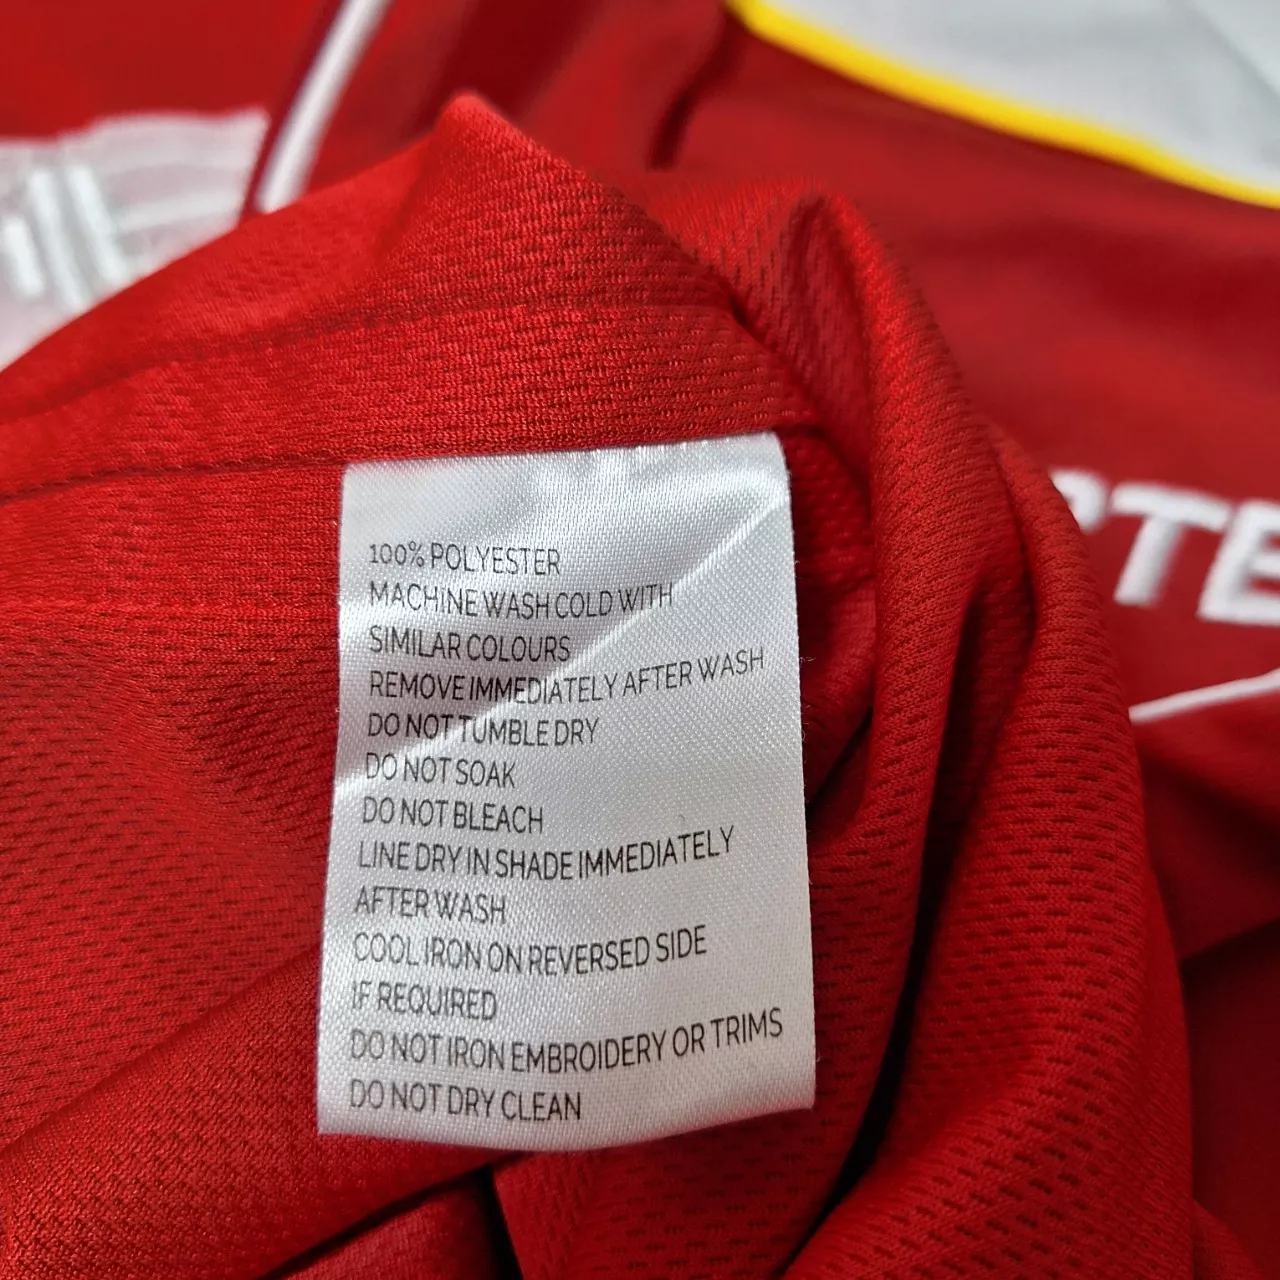 100% POLYESTER
MACHINE WASH COLD WITH
SIMILAR COLOURS
REMOVE IMMEDIATELY AFTER WASH
DO NOT TUMBLE DRY
DO NOT SOAK
DO NOT BLEACH
LINE DRY IN SHADE IMMEDIATELY
AFTER WASH
COOL IRON ON REVERSED SIDE
IF REQUIRED
DO NOT IRON EMBROIDERY OR TRIMS
DO NOT DRY CLEAN